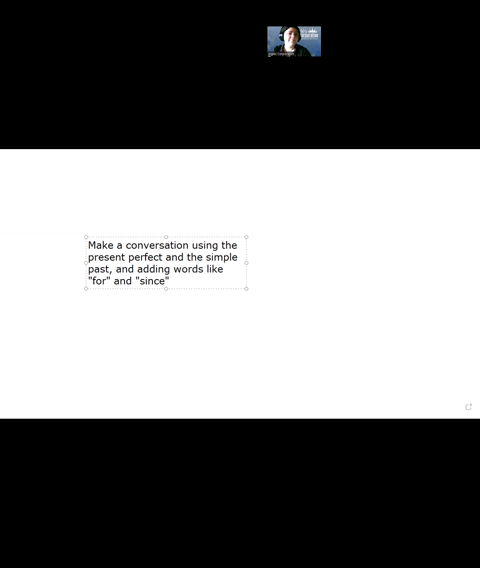 Make a conversation using the
present perfect and the simple
past, and adding words like
"for" and "since"